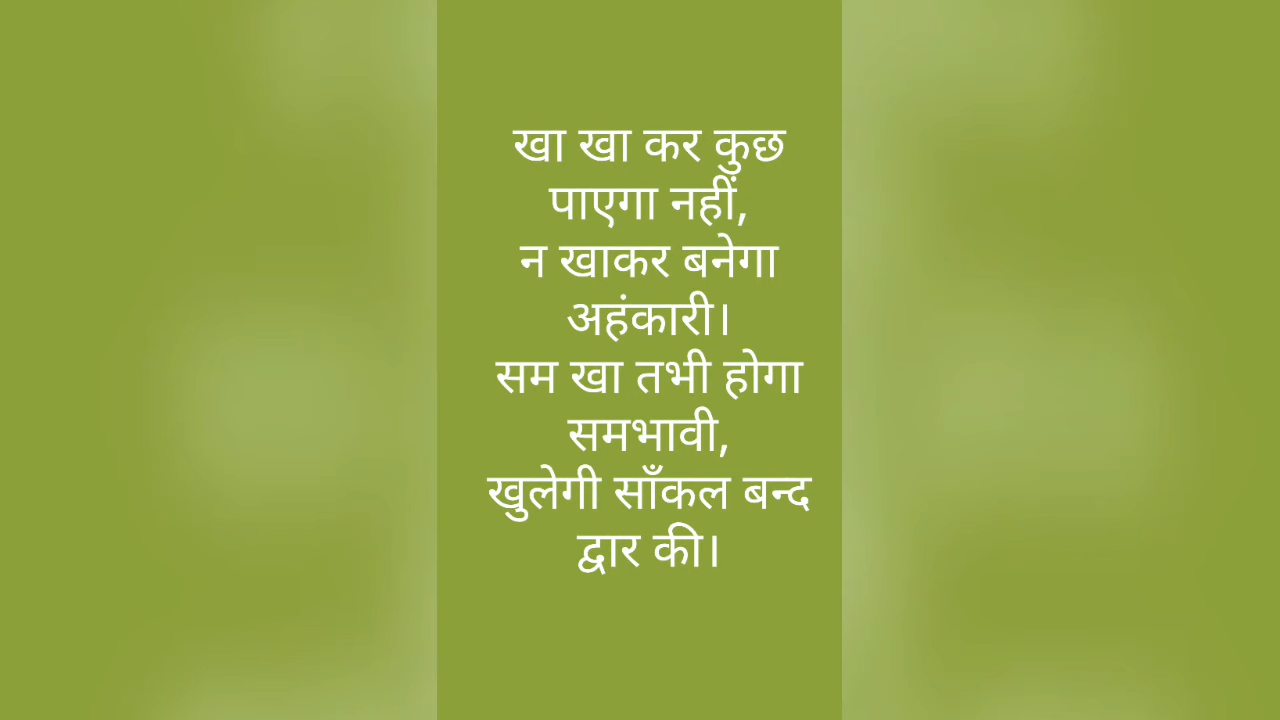 खा खा कर कुछ
पाएगा नहीं,
न खाकर बनेगा
अहंकारी।
सम खा तभी होगा
समभावी,
खुलेगी साँकल बन्द
द्वार की।